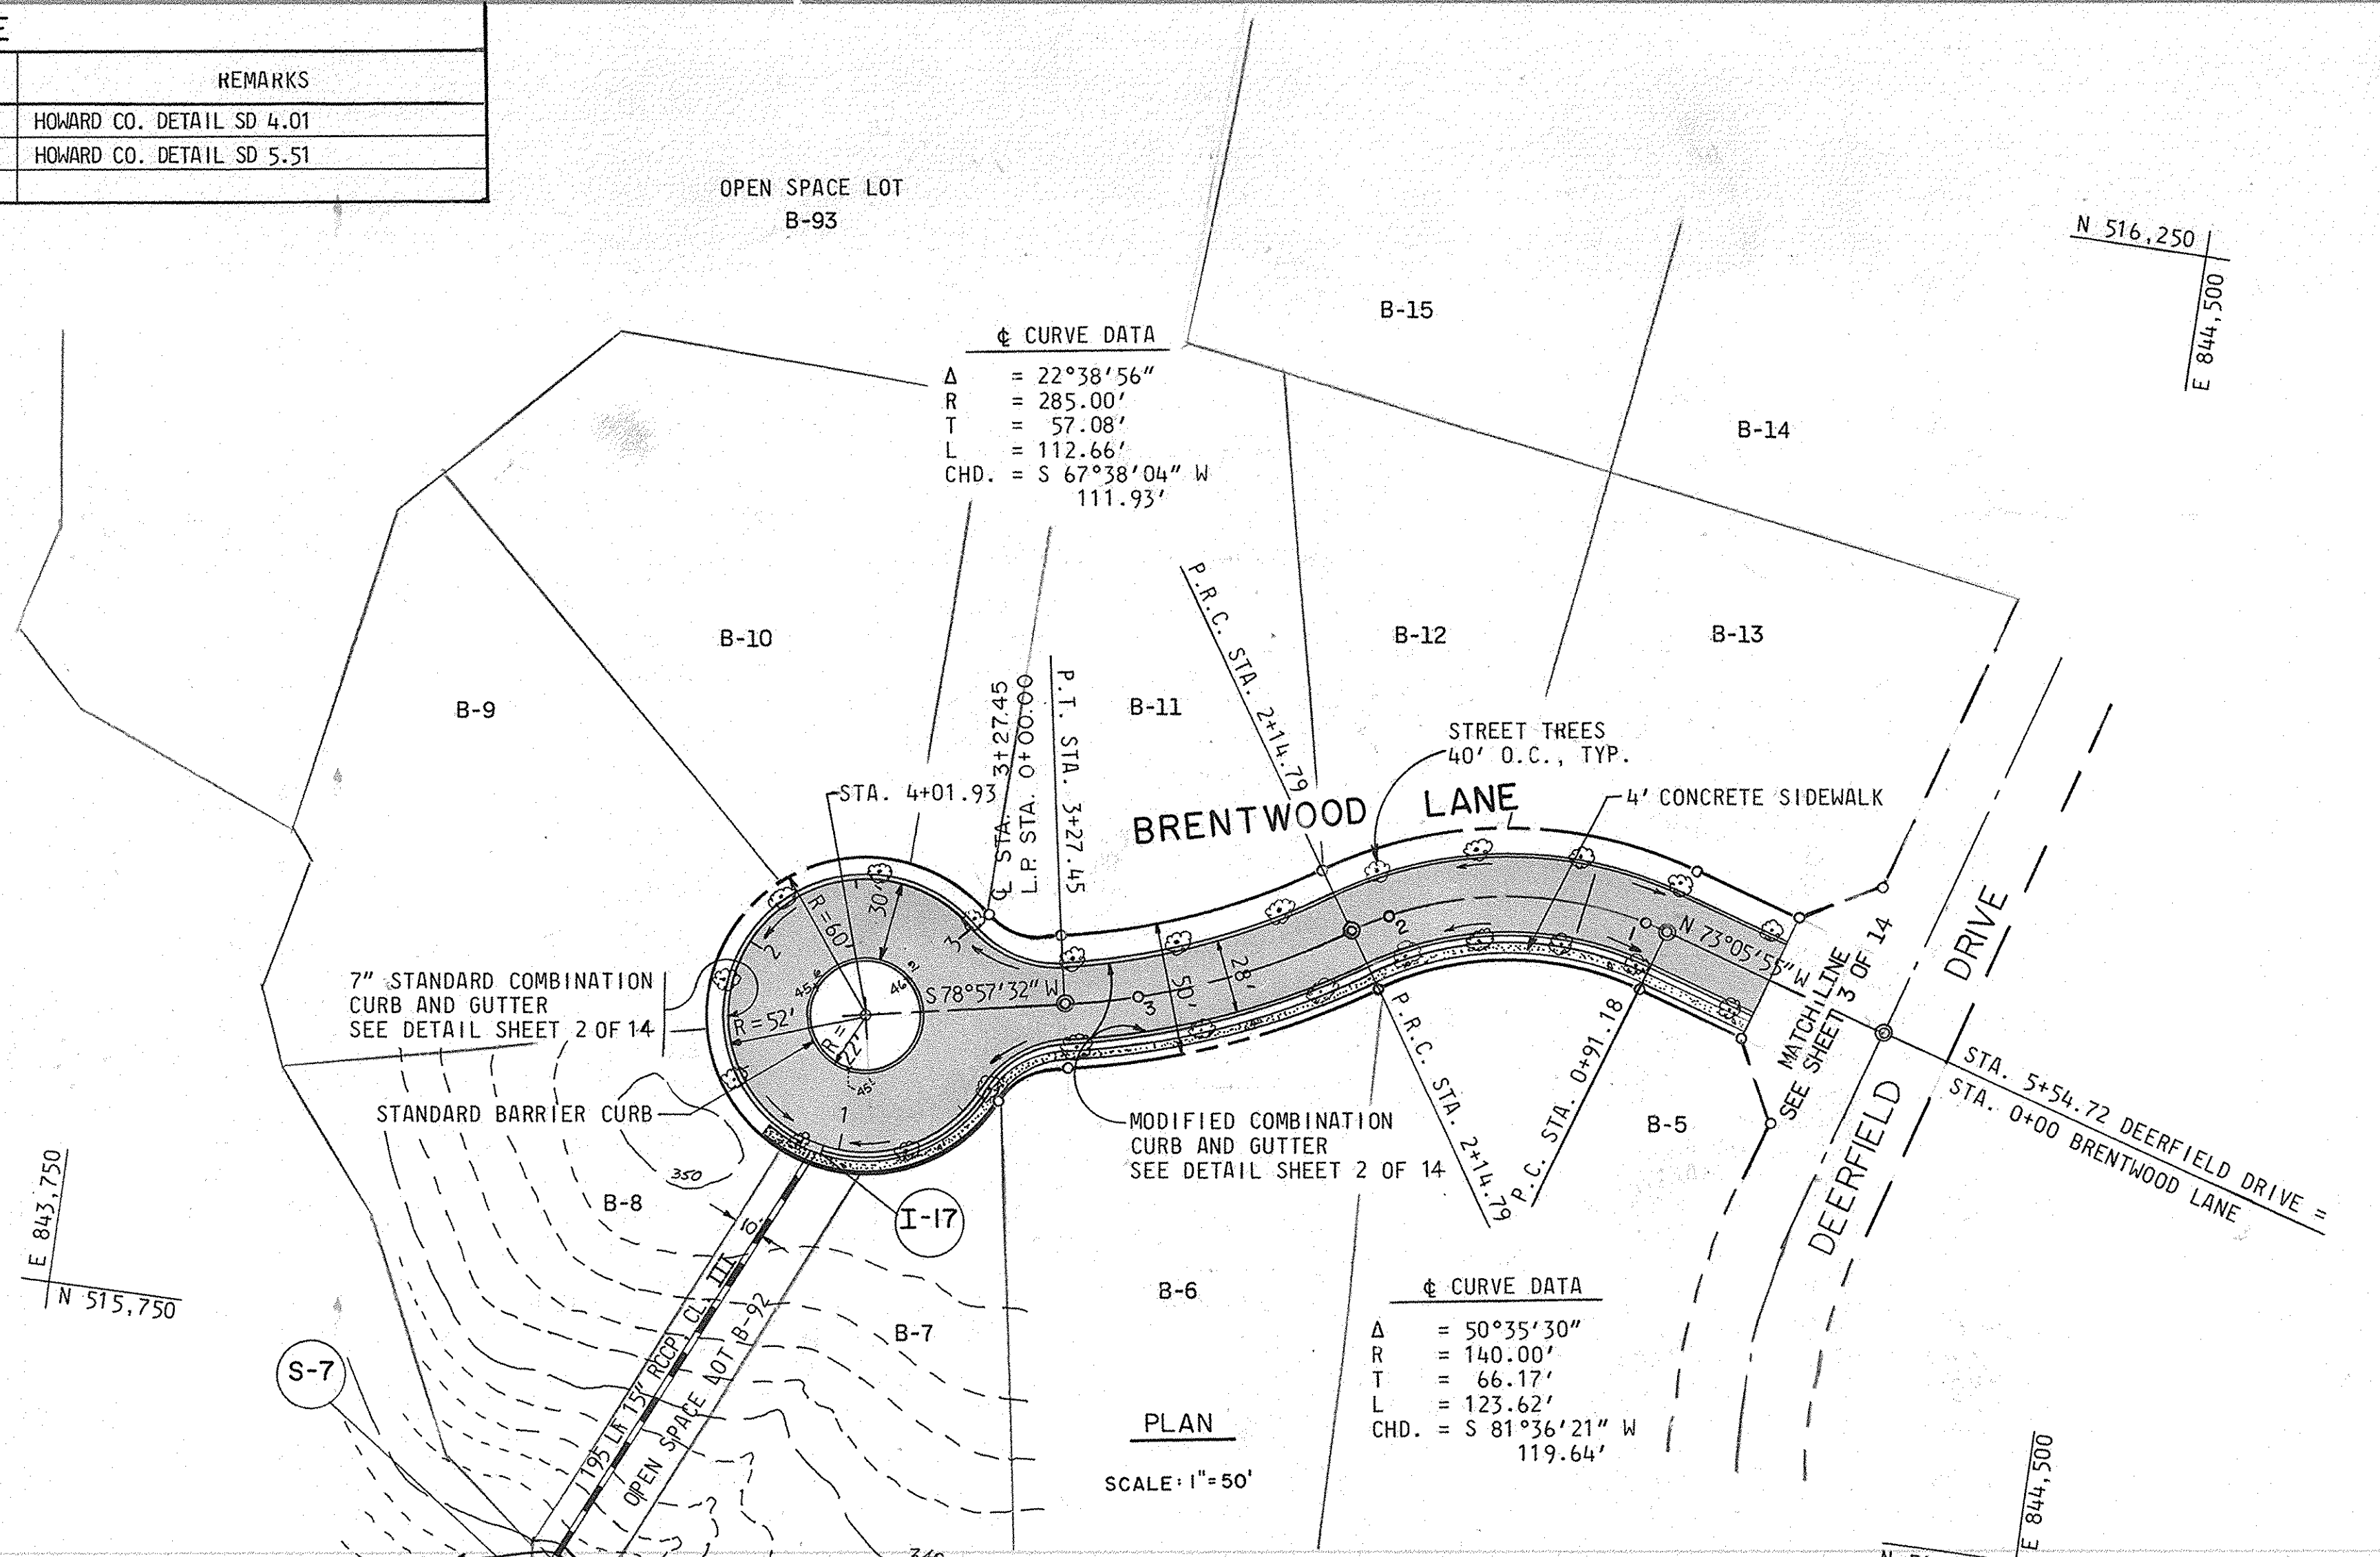 REMARKS
HOWARD CO. DETAIL SD 4.01
HOWARD CO. DETAIL SD 5.51
OPEN SPACE LOT
B-93
N 516,250
E 844,500
B-15
B-14
℄ CURVE DATA
Δ = 22°38'56"
R = 285.00'
T = 57.08'
L = 112.66'
CHD. = S 67°38'04" W
111.93'
B-10
B-9
B-11
B-12
B-13
P.R.C. STA. 2+14.79
℄ STA. 3+27.45
L.P. STA. 0+00.00
P.T. STA. 3+27.45
STA. 4+01.93
STREET TREES
40' O.C., TYP.
BRENTWOOD LANE
4' CONCRETE SIDEWALK
7" STANDARD COMBINATION
CURB AND GUTTER
SEE DETAIL SHEET 2 OF 14
STANDARD BARRIER CURB
R=60'
30'
R=52'
R=
22'
2
3
1
S 78°57'32" W
3
50'
28'
2
1
N 73°05'55" W
MATCH LINE
SEE SHEET 3 OF 14
DEERFIELD DRIVE
STA. 5+54.72 DEERFIELD DRIVE =
STA. 0+00 BRENTWOOD LANE
MODIFIED COMBINATION
CURB AND GUTTER
SEE DETAIL SHEET 2 OF 14
P.R.C. STA. 2+14.79
P.C. STA. 0+91.18
B-5
350
B-8
10'
I-17
E 843,750
N 515,750
B-7
B-6
S-7
195 LF 15" RCCP, CL. III
OPEN SPACE LOT B-92
℄ CURVE DATA
Δ = 50°35'30"
R = 140.00'
T = 66.17'
L = 123.62'
CHD. = S 81°36'21" W
119.64'
PLAN
SCALE: 1"=50'
E 844,500